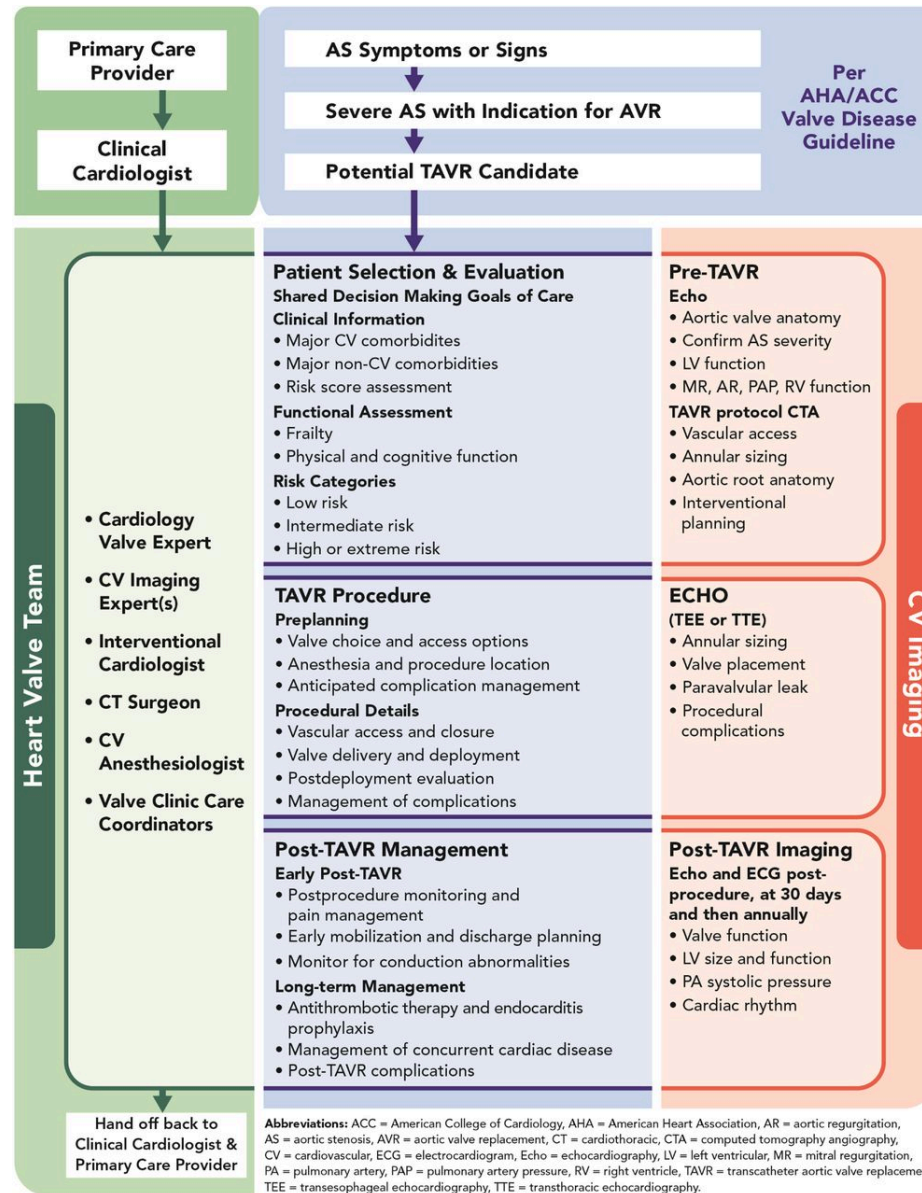 Primary Care
Provider
Clinical
Cardiologist
AS Symptoms or Signs
Severe AS with Indication for AVR
Potential TAVR Candidate
Per
AHA/ACC
Valve Disease
Guideline
Heart Valve Team
• Cardiology
Valve Expert
• CV Imaging
Expert(s)
• Interventional
Cardiologist
• CT Surgeon
• CV
Anesthesiologist
• Valve Clinic Care
Coordinators
Patient Selection & Evaluation
Shared Decision Making Goals of Care
Clinical Information
• Major CV comorbidites
• Major non-CV comorbidities
• Risk score assessment
Functional Assessment
• Frailty
• Physical and cognitive function
Risk Categories
• Low risk
• Intermediate risk
• High or extreme risk
Pre-TAVR
Echo
• Aortic valve anatomy
• Confirm AS severity
• LV function
• MR, AR, PAP, RV function
TAVR protocol CTA
• Vascular access
• Annular sizing
• Aortic root anatomy
• Interventional
planning
TAVR Procedure
Preplanning
• Valve choice and access options
• Anesthesia and procedure location
• Anticipated complication management
Procedural Details
• Vascular access and closure
• Valve delivery and deployment
• Postdeployment evaluation
• Management of complications
ECHO
(TEE or TTE)
• Annular sizing
• Valve placement
• Paravalvular leak
• Procedural
complications
Post-TAVR Management
Early Post-TAVR
• Postprocedure monitoring and
pain management
• Early mobilization and discharge planning
• Monitor for conduction abnormalities
Long-term Management
• Antithrombotic therapy and endocarditis
prophylaxis
• Management of concurrent cardiac disease
• Post-TAVR complications
Post-TAVR Imaging
Echo and ECG post-
procedure, at 30 days
and then annually
• Valve function
• LV size and function
• PA systolic pressure
• Cardiac rhythm
CV Imaging
Hand off back to
Clinical Cardiologist &
Primary Care Provider
Abbreviations: ACC = American College of Cardiology, AHA = American Heart Association, AR = aortic regurgitation,
AS = aortic stenosis, AVR = aortic valve replacement, CT = cardiothoracic, CTA = computed tomography angiography,
CV = cardiovascular, ECG = electrocardiogram, Echo = echocardiography, LV = left ventricular, MR = mitral regurgitation,
PA = pulmonary artery, PAP = pulmonary artery pressure, RV = right ventricle, TAVR = transcatheter aortic valve replaceme
TEE = transesophageal echocardiography, TTE = transthoracic echocardiography.